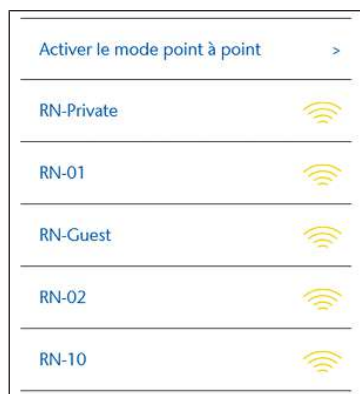 Activer le mode point à point >
RN-Private
RN-01
RN-Guest
RN-02
RN-10